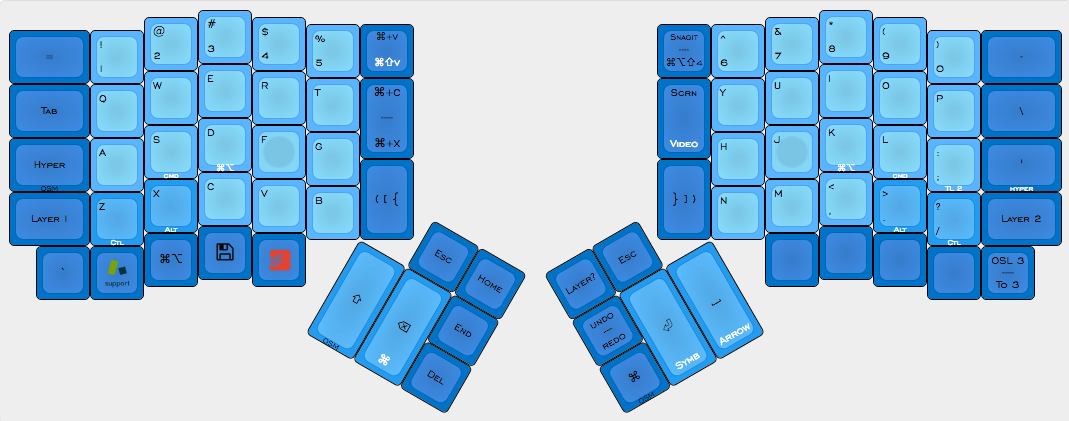 =
!
1
@
2
#
3
$
4
%
5
⌘+V
⌘⇧V
Tab
Q
W
E
R
T
⌘+C
----
⌘+X
Hyper
OSM
A
S
CMD
D
⌘⌥
F
G
( [ {
Layer 1
Z
Ctl
X
Alt
C
V
B
`
support
⌘⌥
⇧
OSM
⌫
⌘
Esc
Home
End
Del
Snagit
----
⌘⌥⇧4
^
6
&
7
*
8
(
9
)
0
-
Scrn
Video
Y
U
I
O
P
\
} ] )
H
J
K
⌘⌥
L
CMD
:
;
TL 2
'
Hyper
N
M
<
,
>
.
Alt
?
/
Ctl
Layer 2
OSL 3
----
To 3
Layer?
Esc
Undo
----
Redo
⌘
OSM
⏎
Symb
Arrow